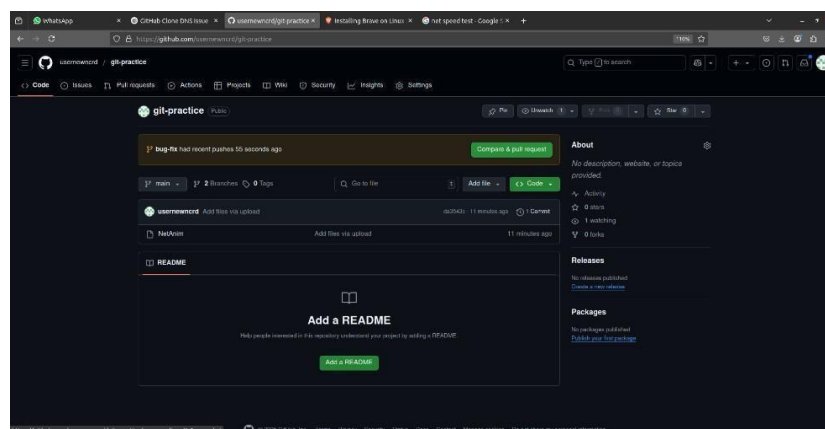 WhatsApp × GitHub Clone DNS Issue × usernewncrd/git-practice × Installing Brave on Linux × net speed test - Google S × +
https://github.com/usernewncrd/git-practice 110%
usernewncrd / git-practice Type / to search
Code Issues Pull requests Actions Projects Wiki Security Insights Settings
git-practice Public Pin Unwatch 1 Star 0
bug-fix had recent pushes 55 seconds ago Compare & pull request
main 2 Branches 0 Tags Go to file t Add file Code
usernewncrd Add files via upload 11 minutes ago 1 Commit
NetAnim Add files via upload 11 minutes ago
README
Add a README
Help people interested in this repository understand your project by adding a README.
Add a README
About
No description, website, or topics
provided.
Activity
0 stars
1 watching
0 forks
Releases
No releases published
Create a new release
Packages
No packages published
Publish your first package